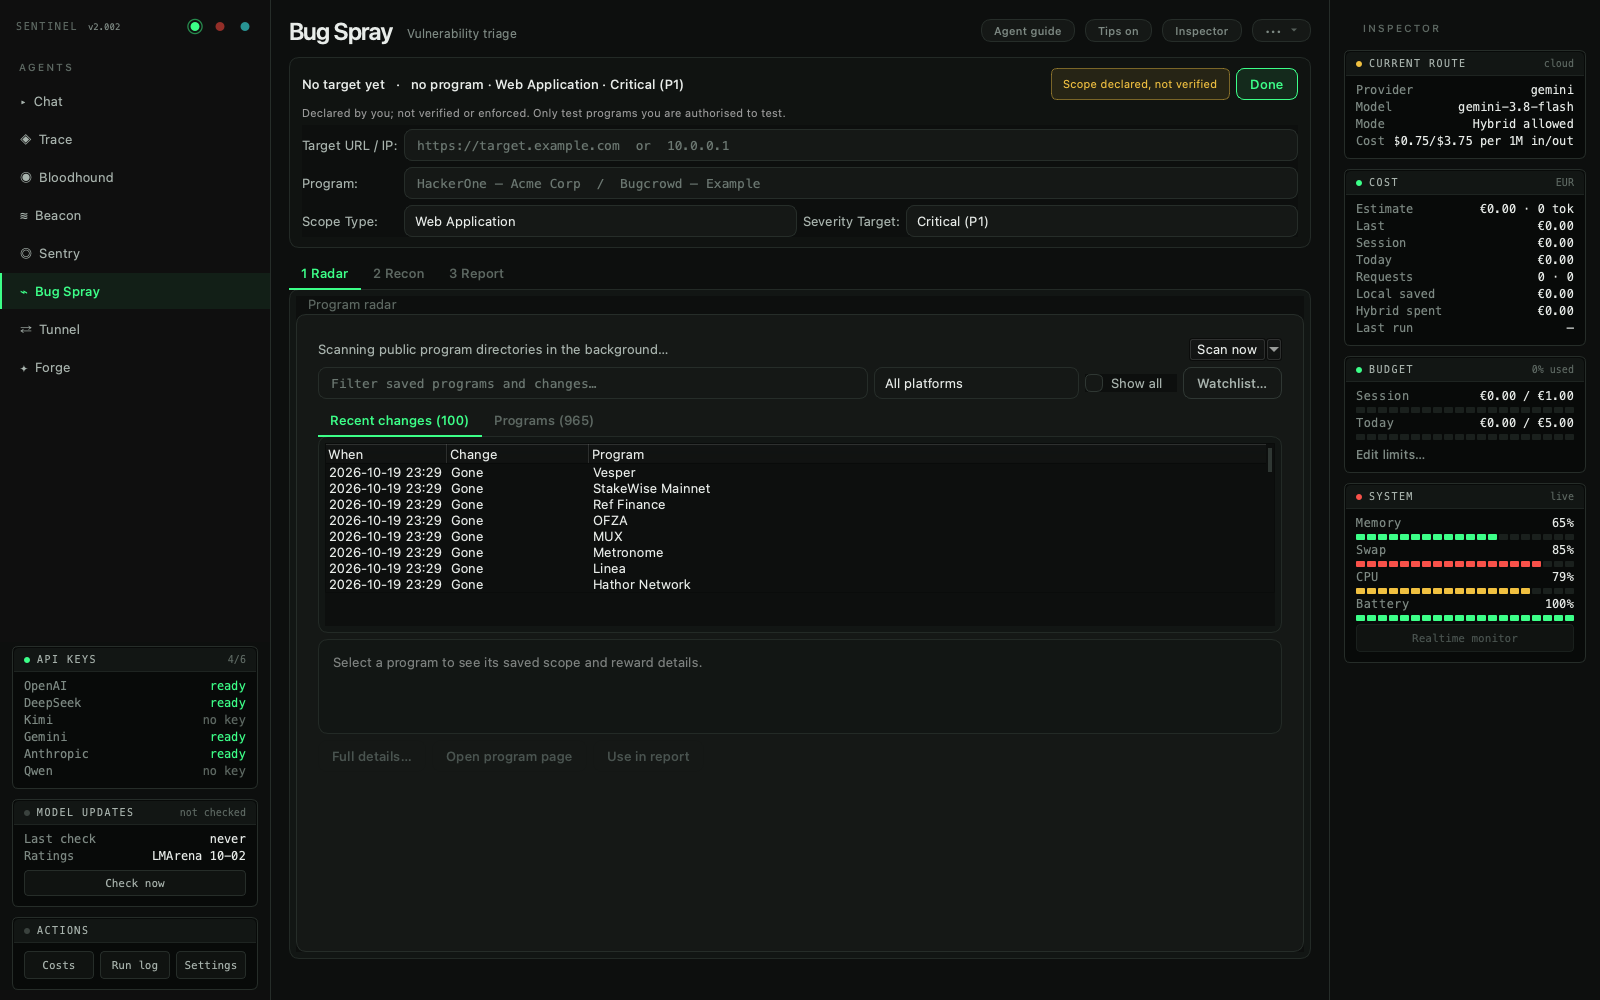 SENTINEL v2.002
AGENTS
Chat
Trace
Bloodhound
Beacon
Sentry
Bug Spray
Tunnel
Forge
API KEYS 4/6
OpenAI ready
DeepSeek ready
Kimi no key
Gemini ready
Anthropic ready
Qwen no key
MODEL UPDATES not checked
Last check never
Ratings LMArena 10-02
Check now
ACTIONS
Costs Run log Settings
Bug Spray Vulnerability triage
Agent guide Tips on Inspector ...
No target yet · no program · Web Application · Critical (P1)
Scope declared, not verified Done
Declared by you; not verified or enforced. Only test programs you are authorised to test.
Target URL / IP: https://target.example.com or 10.0.0.1
Program: HackerOne — Acme Corp / Bugcrowd — Example
Scope Type: Web Application Severity Target: Critical (P1)
1 Radar 2 Recon 3 Report
Program radar
Scanning public program directories in the background... Scan now
Filter saved programs and changes… All platforms Show all Watchlist...
Recent changes (100) Programs (965)
When Change Program
2026-10-19 23:29 Gone Vesper
2026-10-19 23:29 Gone StakeWise Mainnet
2026-10-19 23:29 Gone Ref Finance
2026-10-19 23:29 Gone OFZA
2026-10-19 23:29 Gone MUX
2026-10-19 23:29 Gone Metronome
2026-10-19 23:29 Gone Linea
2026-10-19 23:29 Gone Hathor Network
Select a program to see its saved scope and reward details.
Full details... Open program page Use in report
INSPECTOR
CURRENT ROUTE cloud
Provider gemini
Model gemini-3.8-flash
Mode Hybrid allowed
Cost $0.75/$3.75 per 1M in/out
COST EUR
Estimate €0.00 · 0 tok
Last €0.00
Session €0.00
Today €0.00
Requests 0 · 0
Local saved €0.00
Hybrid spent €0.00
Last run —
BUDGET 0% used
Session €0.00 / €1.00
Today €0.00 / €5.00
Edit limits...
SYSTEM live
Memory 65%
Swap 85%
CPU 79%
Battery 100%
Realtime monitor